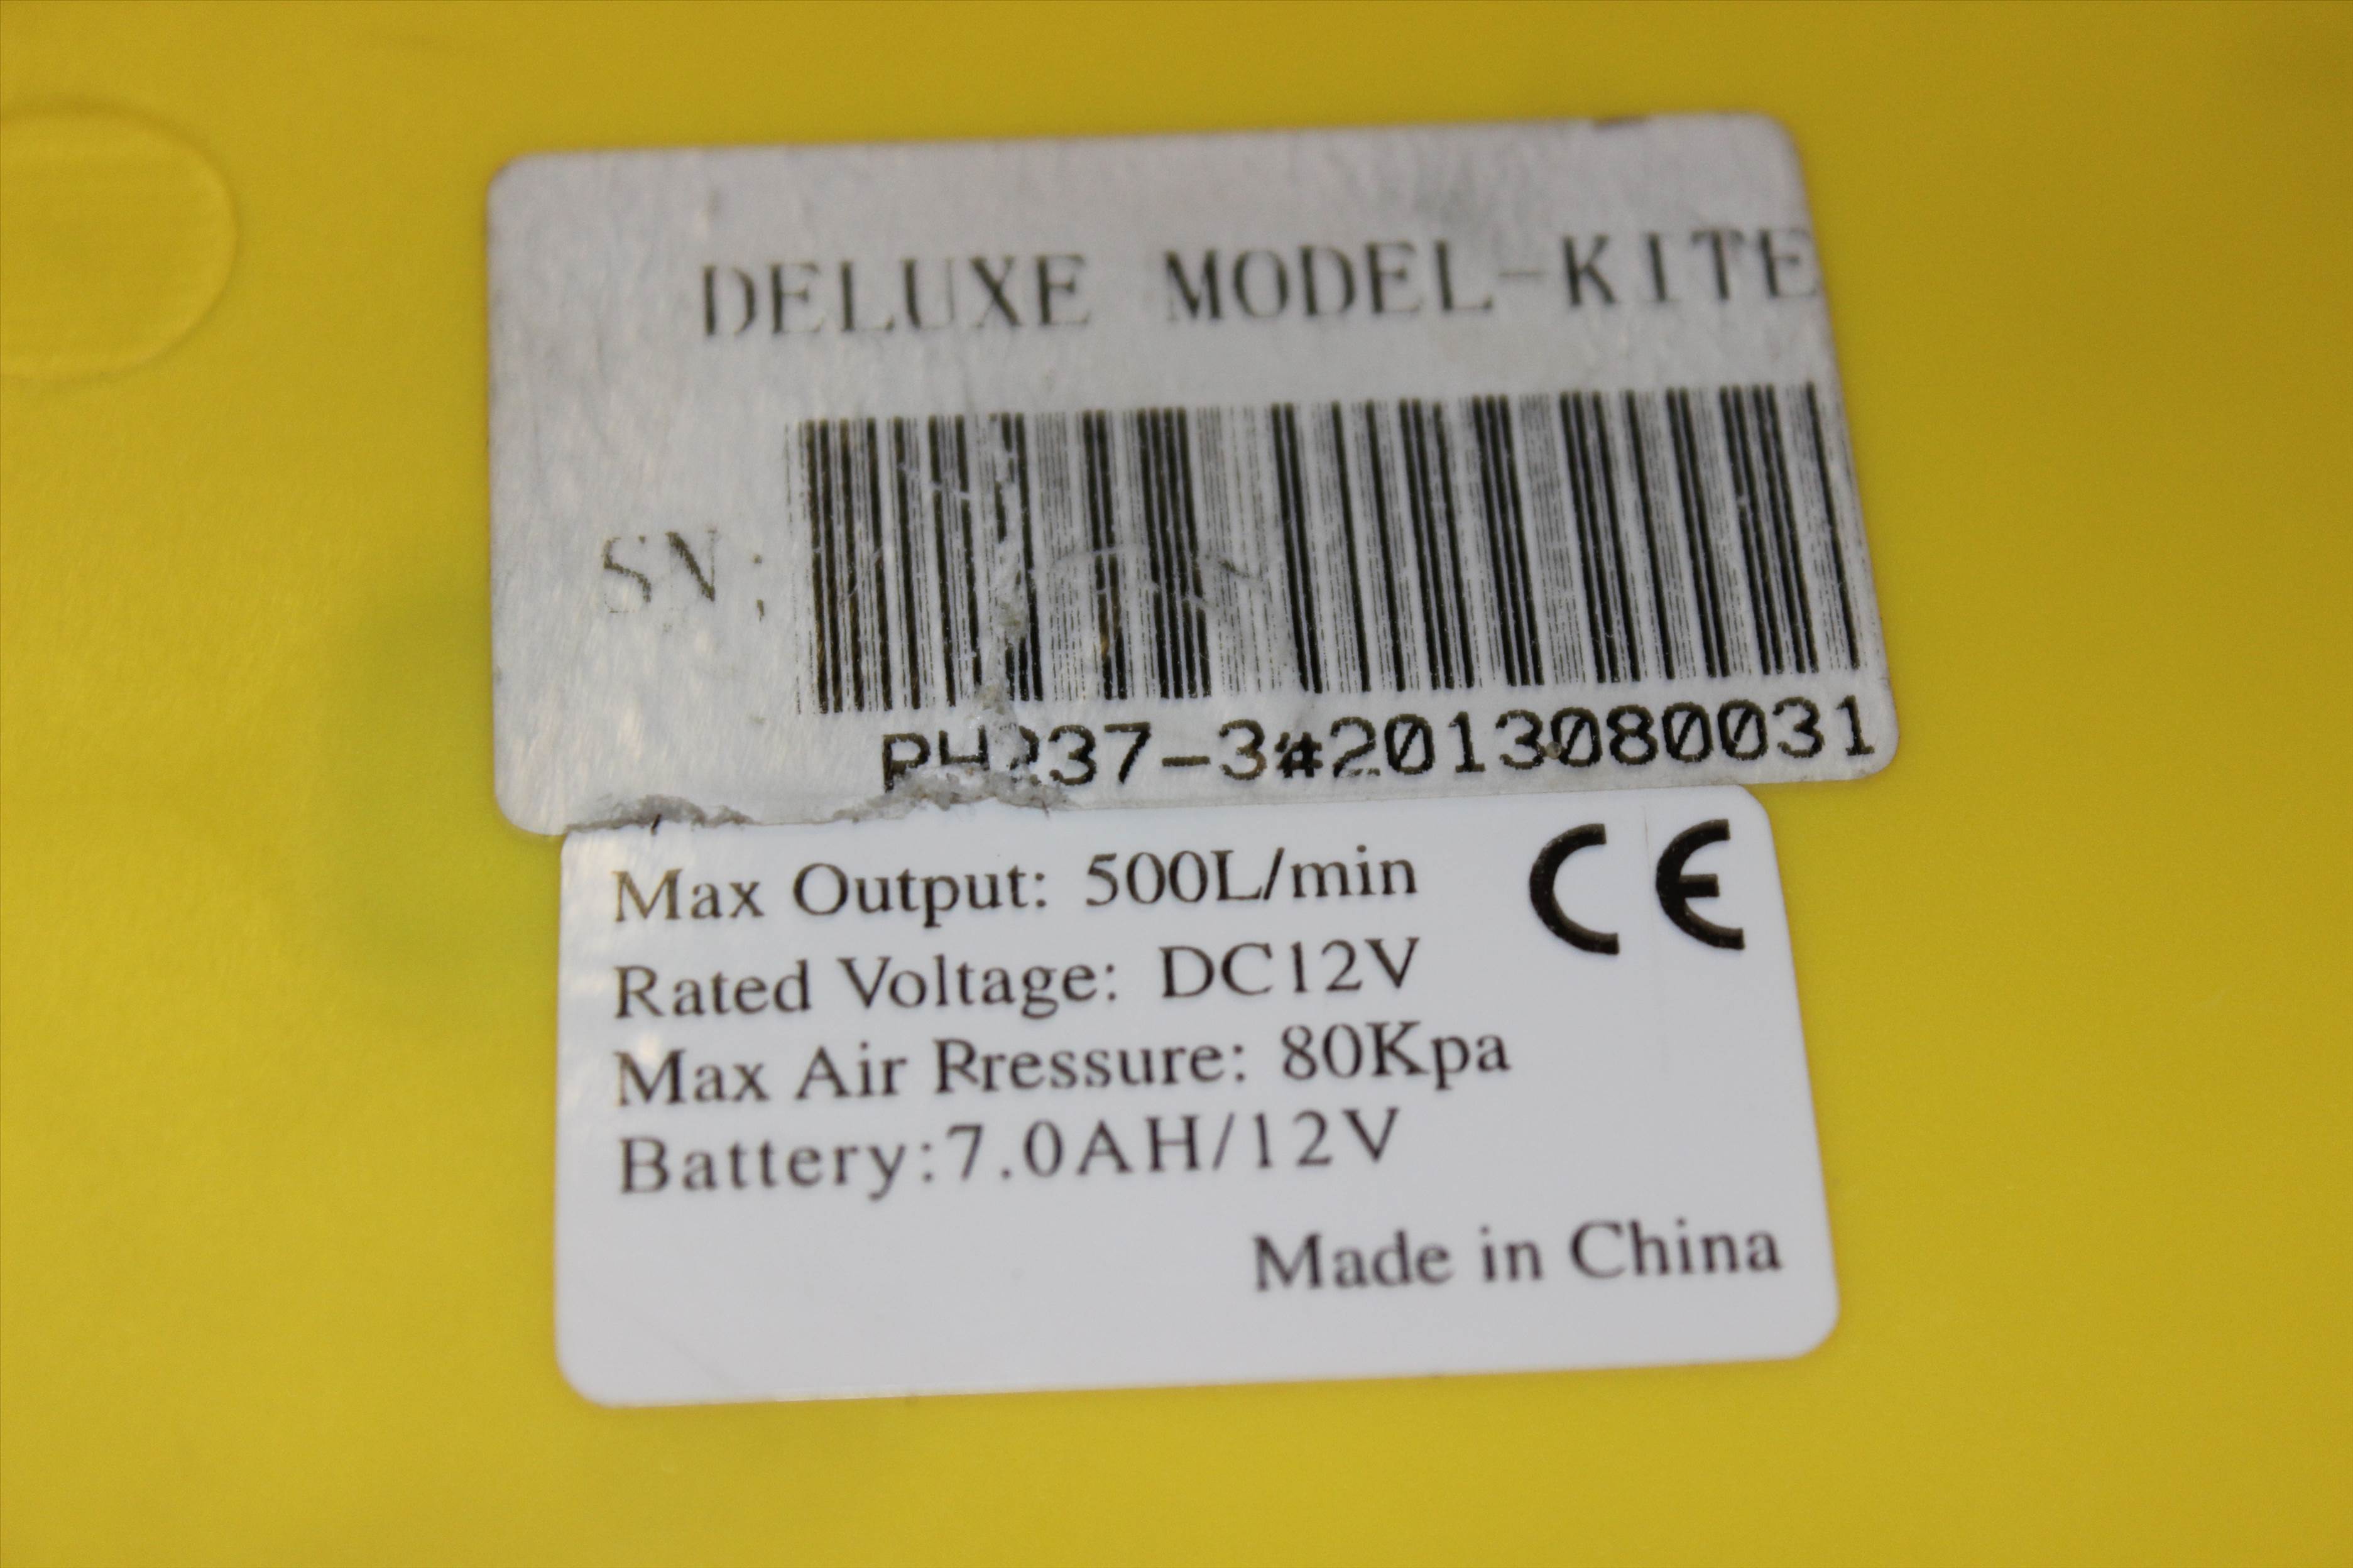 DELUXE MODEL-KITE
SN:
PH237-3#2013080031
Max Output: 500L/min
CE
Rated Voltage: DC12V
Max Air Rressure: 80Kpa
Battery:7.0AH/12V
Made in China